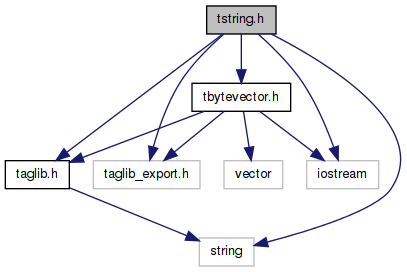 tstring.h
tbytevector.h
taglib.h
taglib_export.h
vector
iostream
string